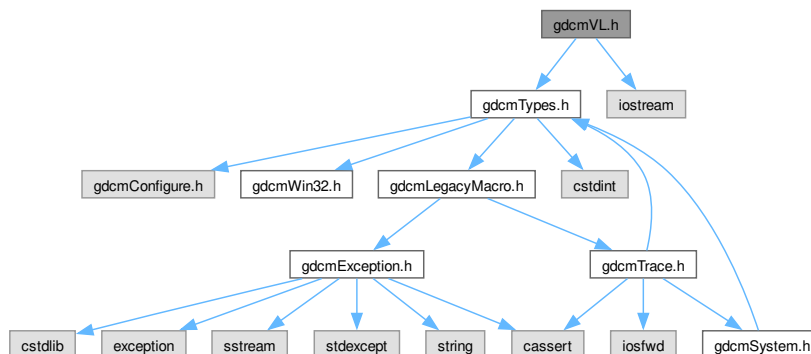 gdcmVL.h
gdcmTypes.h
iostream
gdcmConfigure.h
gdcmWin32.h
gdcmLegacyMacro.h
cstdint
gdcmException.h
gdcmTrace.h
cstdlib
exception
sstream
stdexcept
string
cassert
iosfwd
gdcmSystem.h